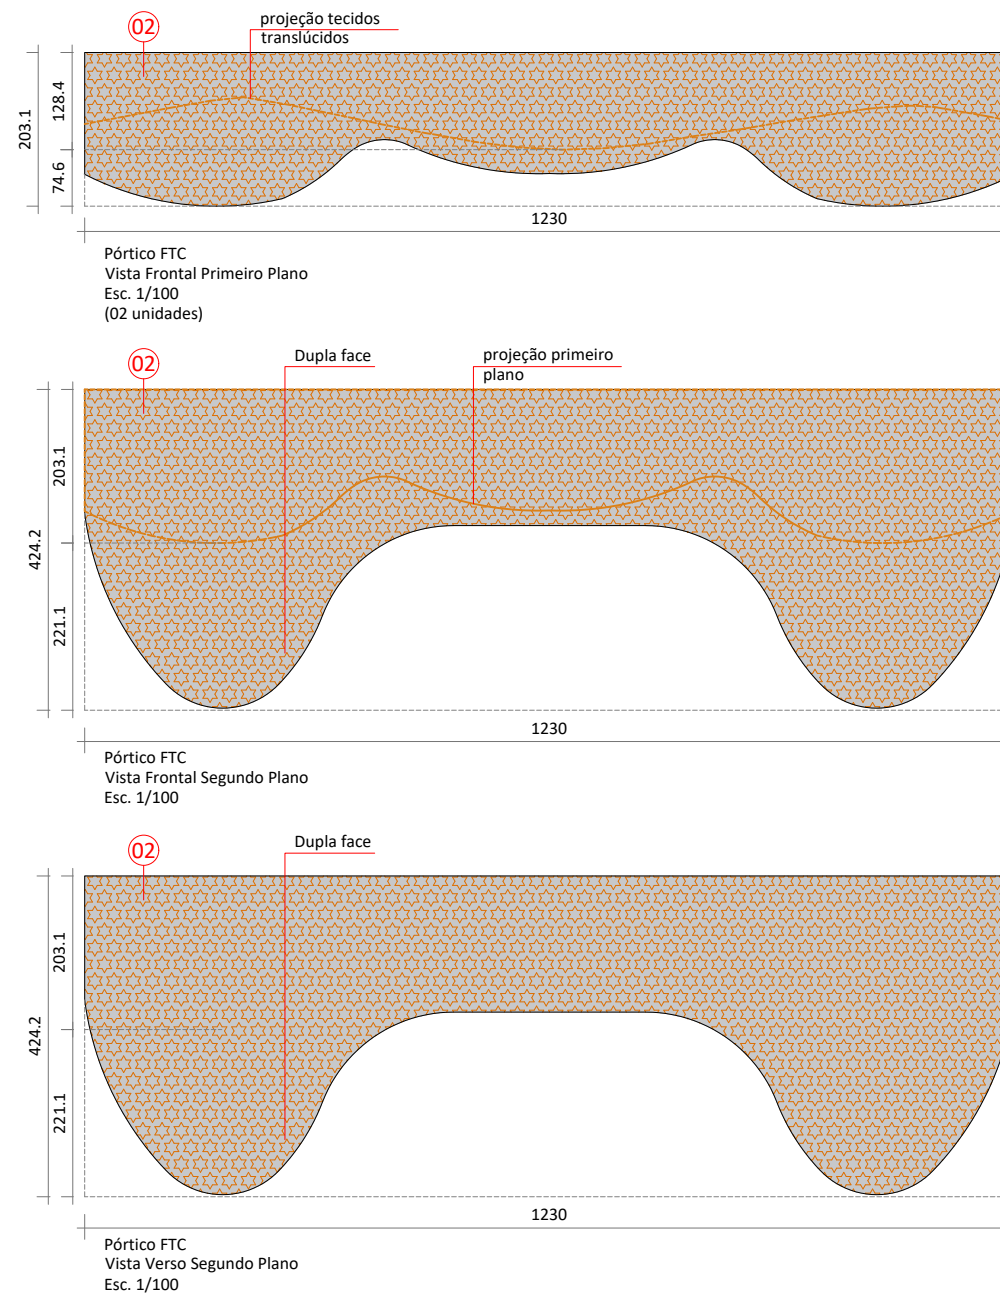 02
projeção tecidos
translúcidos
203.1
128.4
74.6
1230
Pórtico FTC
Vista Frontal Primeiro Plano
Esc. 1/100
(02 unidades)
02
Dupla face
projeção primeiro
plano
424.2
203.1
221.1
1230
Pórtico FTC
Vista Frontal Segundo Plano
Esc. 1/100
02
Dupla face
424.2
203.1
221.1
1230
Pórtico FTC
Vista Verso Segundo Plano
Esc. 1/100